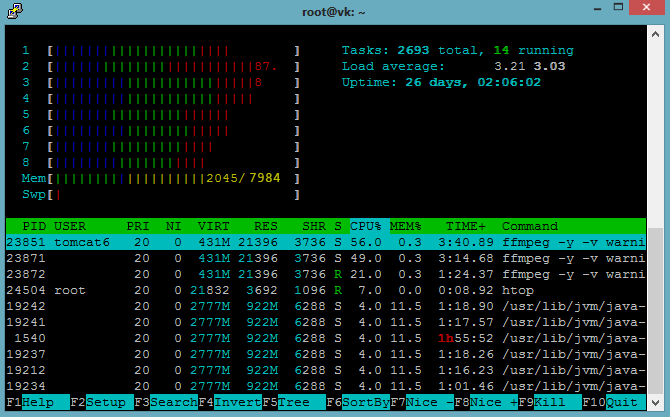 root@vk: ~
1 [||||||||||||||||||||||| ] Tasks: 2693 total, 14 running
2 [||||||||||||||||||||||||||87. ] Load average: 3.21 3.03
3 [||||||||||||||||||||||||||8 ] Uptime: 26 days, 02:06:02
4 [|||||||||||||||||||||||||| ]
5 [||||||||||||||||||||||| ]
6 [||||||||||||||||||||||| ]
7 [||||||||||||||||||||| ]
8 [|||||||||||||||||||| ]
Mem[||||||||||||||||||||2045/7984 ]
Swp[| ]
PID USER PRI NI VIRT RES SHR S CPU% MEM% TIME+ Command
23851 tomcat6 20 0 431M 21396 3736 S 56.0 0.3 3:40.89 ffmpeg -y -v warni
23871 20 0 431M 21396 3736 S 49.0 0.3 3:14.68 ffmpeg -y -v warni
23872 20 0 431M 21396 3736 R 21.0 0.3 1:24.37 ffmpeg -y -v warni
24504 root 20 0 21832 3692 1096 R 7.0 0.0 0:08.92 htop
19242 20 0 2777M 922M 6288 S 4.0 11.5 1:18.90 /usr/lib/jvm/java-
19241 20 0 2777M 922M 6288 S 4.0 11.5 1:17.57 /usr/lib/jvm/java-
1540 20 0 2777M 922M 6288 S 4.0 11.5 1h55:52 /usr/lib/jvm/java-
19237 20 0 2777M 922M 6288 S 4.0 11.5 1:18.26 /usr/lib/jvm/java-
19212 20 0 2777M 922M 6288 S 4.0 11.5 1:16.23 /usr/lib/jvm/java-
19234 20 0 2777M 922M 6288 S 4.0 11.5 1:01.46 /usr/lib/jvm/java-
F1Help F2Setup F3SearchF4InvertF5Tree F6SortByF7Nice -F8Nice +F9Kill F10Quit